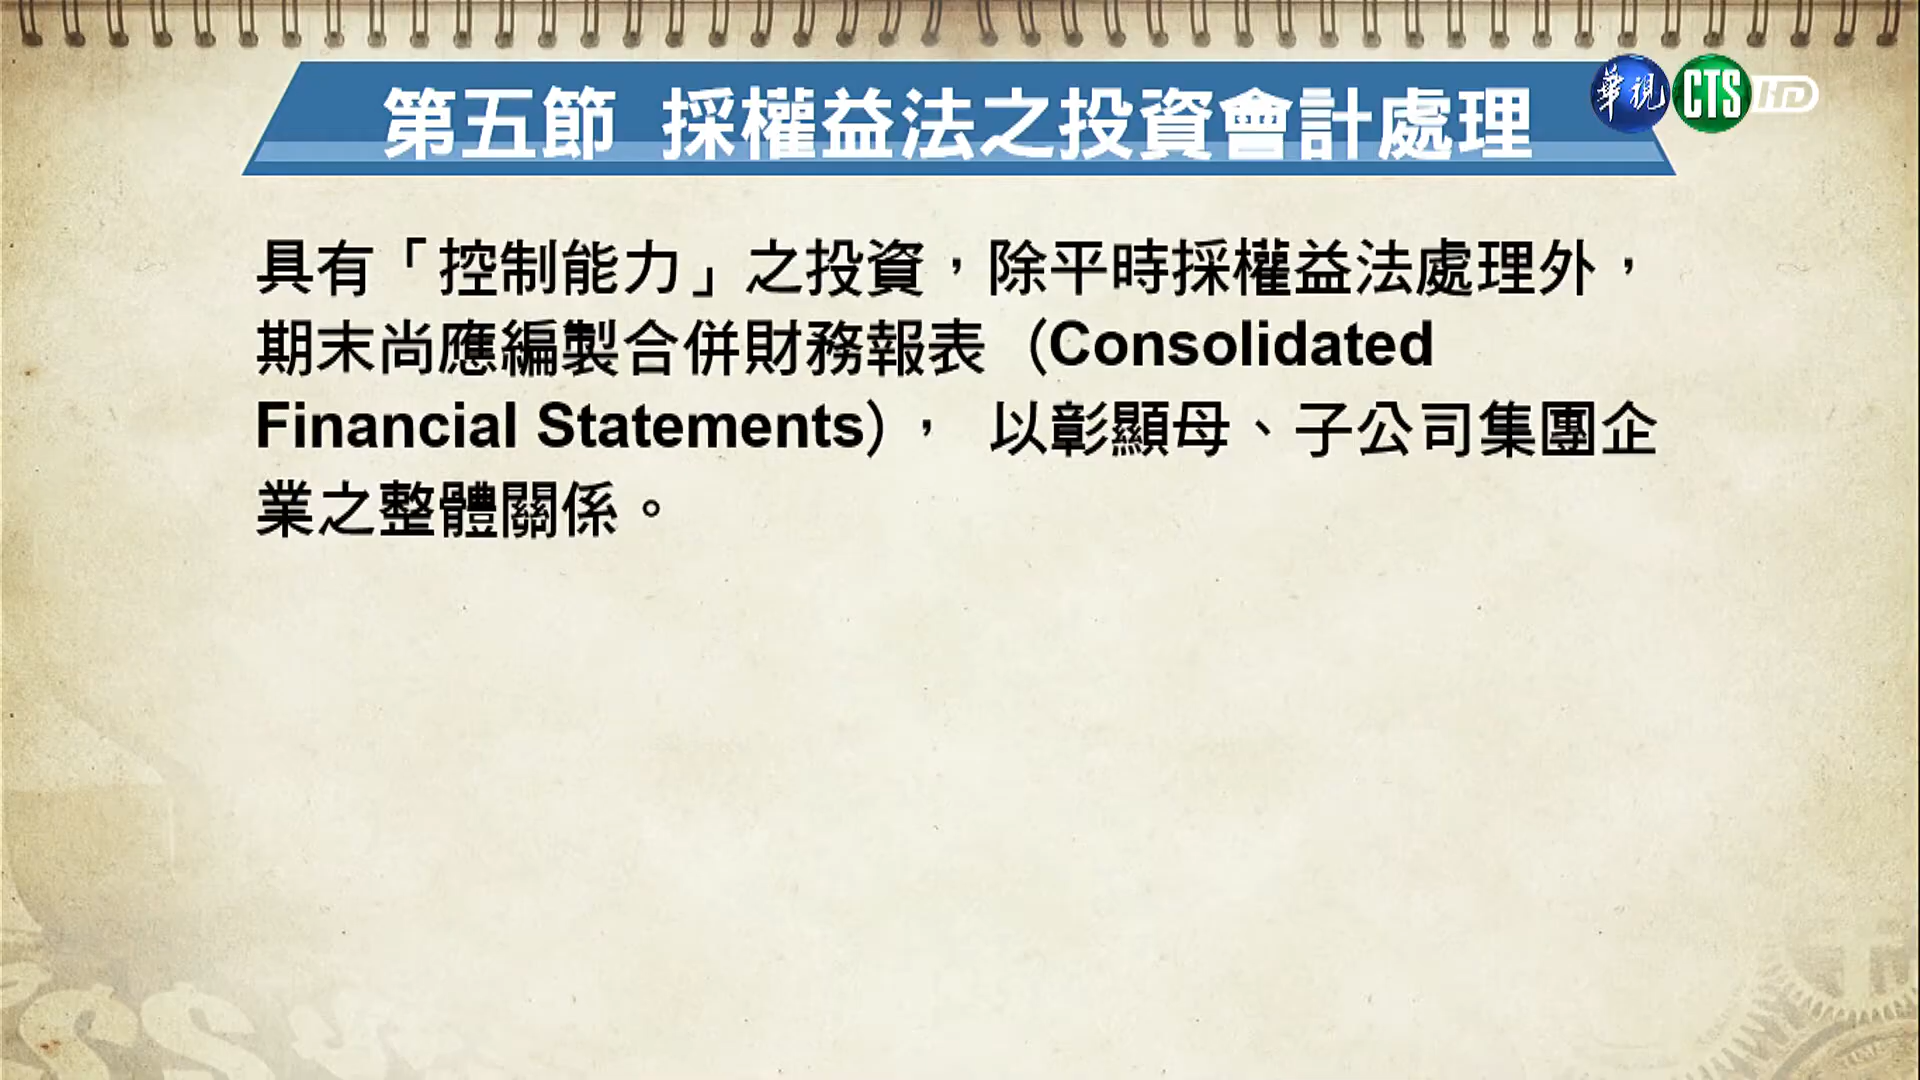 華視 CTS HD
第五節 採權益法之投資會計處理
具有「控制能力」之投資，除平時採權益法處理外，
期末尚應編製合併財務報表 (Consolidated
Financial Statements)， 以彰顯母、子公司集團企
業之整體關係。